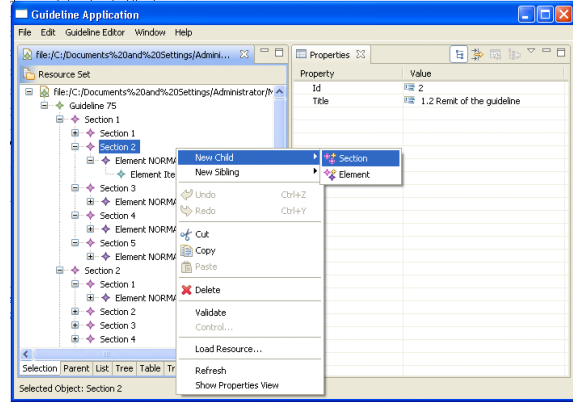 Guideline Application
File Edit Guideline Editor Window Help
file:/C:/Documents%20and%20Settings/Admini...
Properties
Resource Set
Property Value
file:/C:/Documents%20and%20Settings/Administrator/M
Id 2
Guideline 75
Title 1.2 Remit of the guideline
Section 1
Section 1
Section 2
Element NORMA
Element Ite
Section 3
Element NORMA
Section 4
Element NORMA
Section 5
Element NORMA
Section 2
Section 1
Element NORMA
Section 2
Section 3
Section 4
New Child
Section
New Sibling
Element
Undo Ctrl+Z
Redo Ctrl+Y
Cut
Copy
Paste
Delete
Validate
Control...
Load Resource...
Refresh
Show Properties View
Selection Parent List Tree Table Tr
Selected Object: Section 2